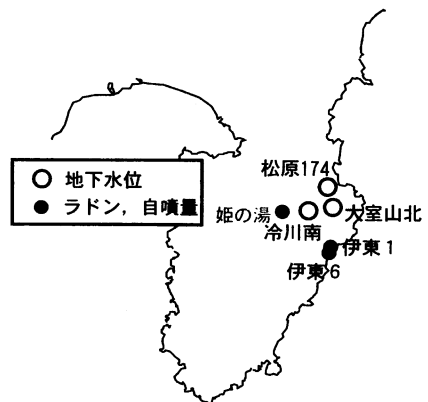 松原174
○ 地下水位
● ラドン，自噴量
姫の湯
大室山北
冷川南
伊東1
伊東6